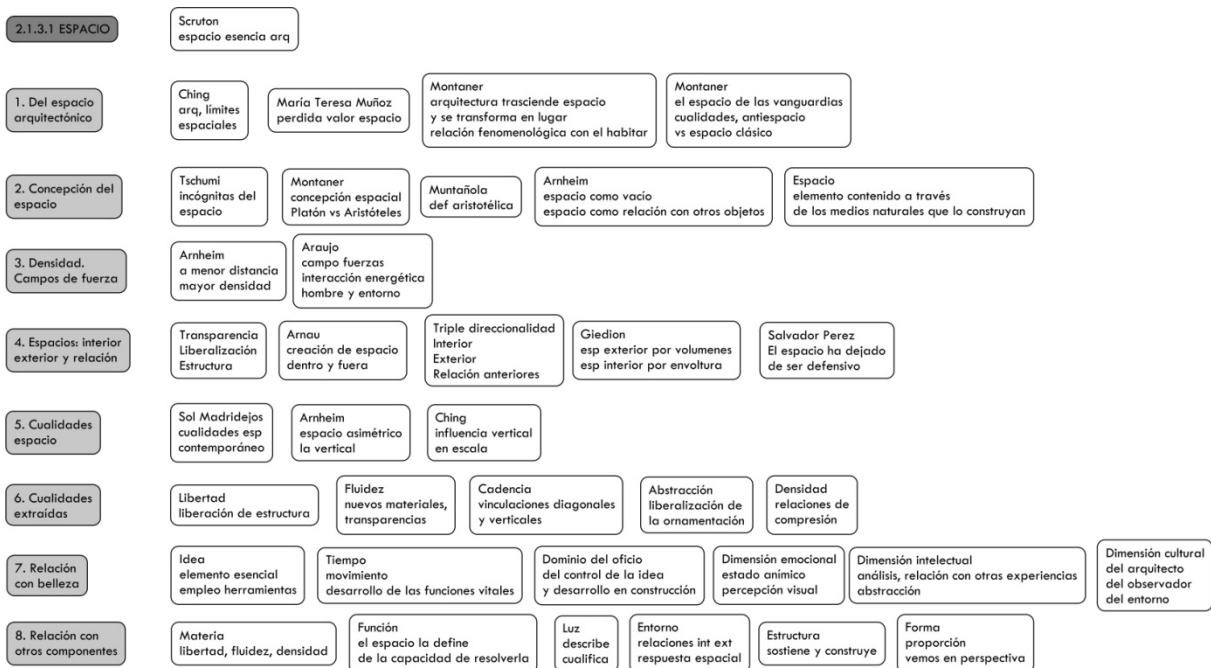 2.1.3.1 ESPACIO
Scruton
espacio esencia arq
1. Del espacio
arquitectónico
Ching
arq, límites
espaciales
María Teresa Muñoz
perdida valor espacio
Montaner
arquitectura trasciende espacio
y se transforma en lugar
relación fenomenológica con el habitar
Montaner
el espacio de las vanguardias
cualidades, antiespacio
vs espacio clásico
2. Concepción del
espacio
Tschumi
incógnitas del
espacio
Montaner
concepción espacial
Platón vs Aristóteles
Muntañola
def aristotélica
Arnheim
espacio como vacío
espacio como relación con otros objetos
Espacio
elemento contenido a través
de los medios naturales que lo construyan
3. Densidad.
Campos de fuerza
Arnheim
a menor distancia
mayor densidad
Araujo
campo fuerzas
interacción energética
hombre y entorno
4. Espacios: interior
exterior y relación
Transparencia
Liberalización
Estructura
Arnau
creación de espacio
dentro y fuera
Triple direccionalidad
Interior
Exterior
Relación anteriores
Giedion
esp exterior por volumenes
esp interior por envoltura
Salvador Perez
El espacio ha dejado
de ser defensivo
5. Cualidades
espacio
Sol Madridejos
cualidades esp
contemporáneo
Arnheim
espacio asimétrico
la vertical
Ching
influencia vertical
en escala
6. Cualidades
extraídas
Libertad
liberación de estructura
Fluidez
nuevos materiales,
transparencias
Cadencia
vinculaciones diagonales
y verticales
Abstracción
liberalización de
la ornamentación
Densidad
relaciones de
compresión
7. Relación
con belleza
Idea
elemento esencial
empleo herramientas
Tiempo
movimiento
desarrollo de las funciones vitales
Dominio del oficio
del control de la idea
y desarrollo en construcción
Dimensión emocional
estado anímico
percepción visual
Dimensión intelectual
análisis, relación con otras experiencias
abstracción
Dimensión cultural
del arquitecto
del observador
del entorno
8. Relación con
otros componentes
Materia
libertad, fluidez, densidad
Función
el espacio la define
de la capacidad de resolverla
Luz
describe
cualifica
Entorno
relaciones int ext
respuesta espacial
Estructura
sostiene y construye
Forma
proporción
vemos en perspectiva